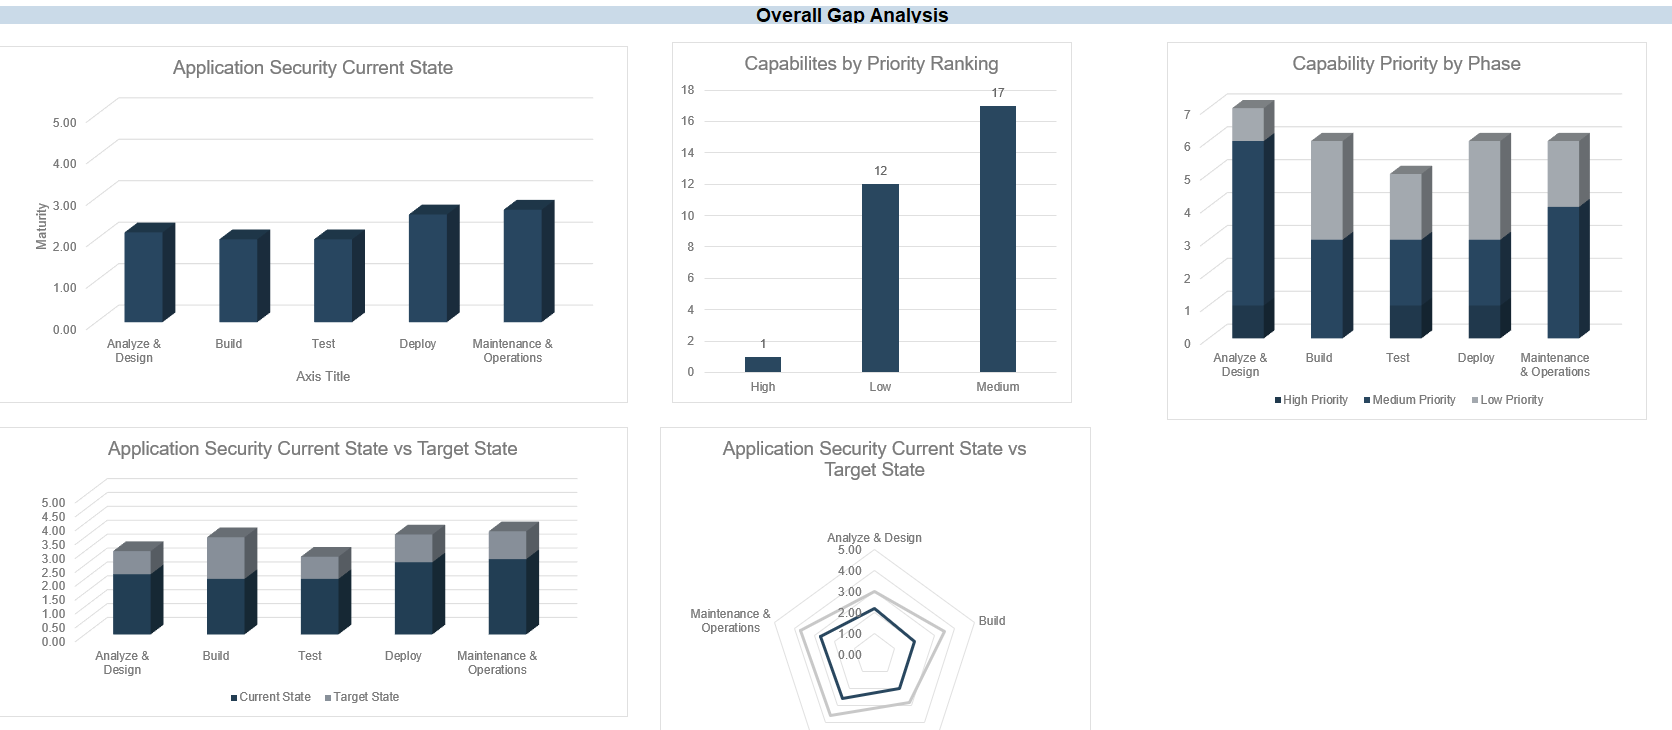 Overall Gap Analysis
Application Security Current State
5.00
4.00
3.00
2.00
1.00
0.00
Maturity
Analyze &
Design
Build
Test
Deploy
Maintenance &
Operations
Axis Title
Capabilites by Priority Ranking
18
16
14
12
10
8
6
4
2
0
1
12
17
High
Low
Medium
Capability Priority by Phase
7
6
5
4
3
2
1
0
Analyze &
Design
Build
Test
Deploy
Maintenance
& Operations
High Priority
Medium Priority
Low Priority
Application Security Current State vs Target State
5.00
4.50
4.00
3.50
3.00
2.50
2.00
1.50
1.00
0.50
0.00
Analyze &
Design
Build
Test
Deploy
Maintenance &
Operations
Current State
Target State
Application Security Current State vs
Target State
Analyze & Design
5.00
4.00
3.00
2.00
1.00
0.00
Build
Maintenance &
Operations